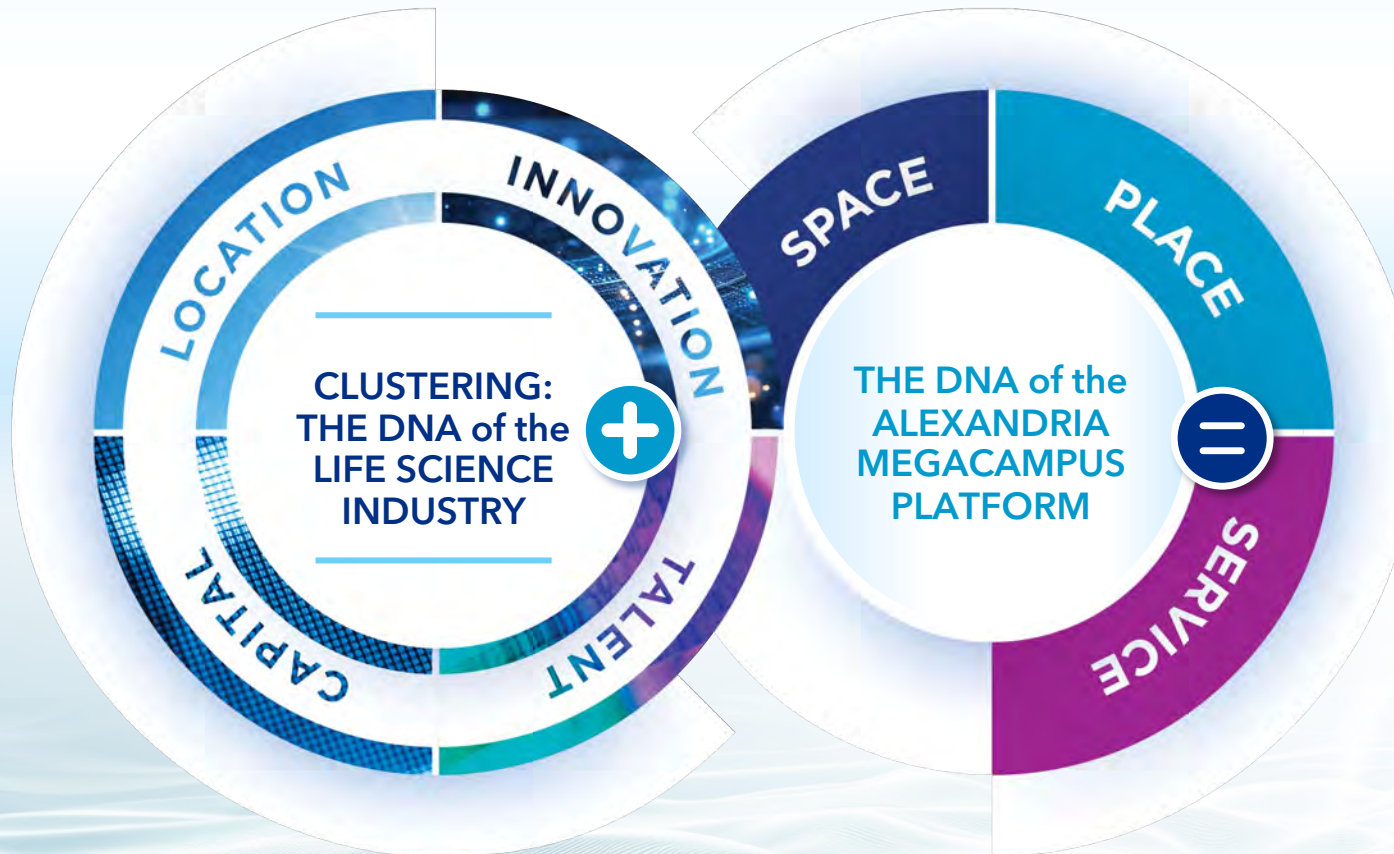 LOCATION
INNOVATION
CLUSTERING:
THE DNA of the
LIFE SCIENCE
INDUSTRY
CAPITAL
TALENT
+
SPACE
PLACE
THE DNA of the
ALEXANDRIA
MEGACAMPUS
PLATFORM
SERVICE
=